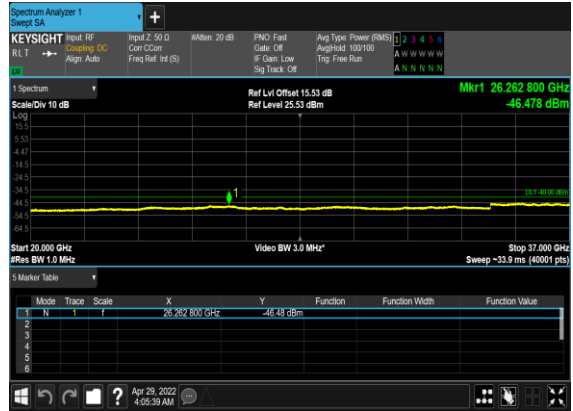 Spectrum Analyzer 1
Swept SA
+
KEYSIGHT Input: RF Input Z: 50 Ω #Atten: 20 dB PNO: Fast Avg Type: Power (RMS) 1 2 3 4 5 6
RLT Coupling: DC Corr CCorr Gate: Off Avg|Hold: 100/100 A W W W W W
Align: Auto Freq Ref: Int (S) IF Gain: Low Trig: Free Run
Sig Track: Off A N N N N N
1 Spectrum Ref Lvl Offset 15.53 dB Mkr1 26.262 800 GHz
Scale/Div 10 dB Ref Level 25.53 dBm -46.478 dBm
Log
15.5
5.53
-4.47
-14.5
-24.5
-34.5 1 DL1 -40.00 dBm
-44.5
-54.5
-64.5
Start 20.000 GHz Video BW 3.0 MHz* Stop 37.000 GHz
#Res BW 1.0 MHz Sweep ~33.9 ms (40001 pts)
5 Marker Table
Mode Trace Scale X Y Function Function Width Function Value
1 N 1 f 26.262 800 GHz -46.48 dBm
2
3
4
5
6
? Apr 29, 2022
4:05:39 AM